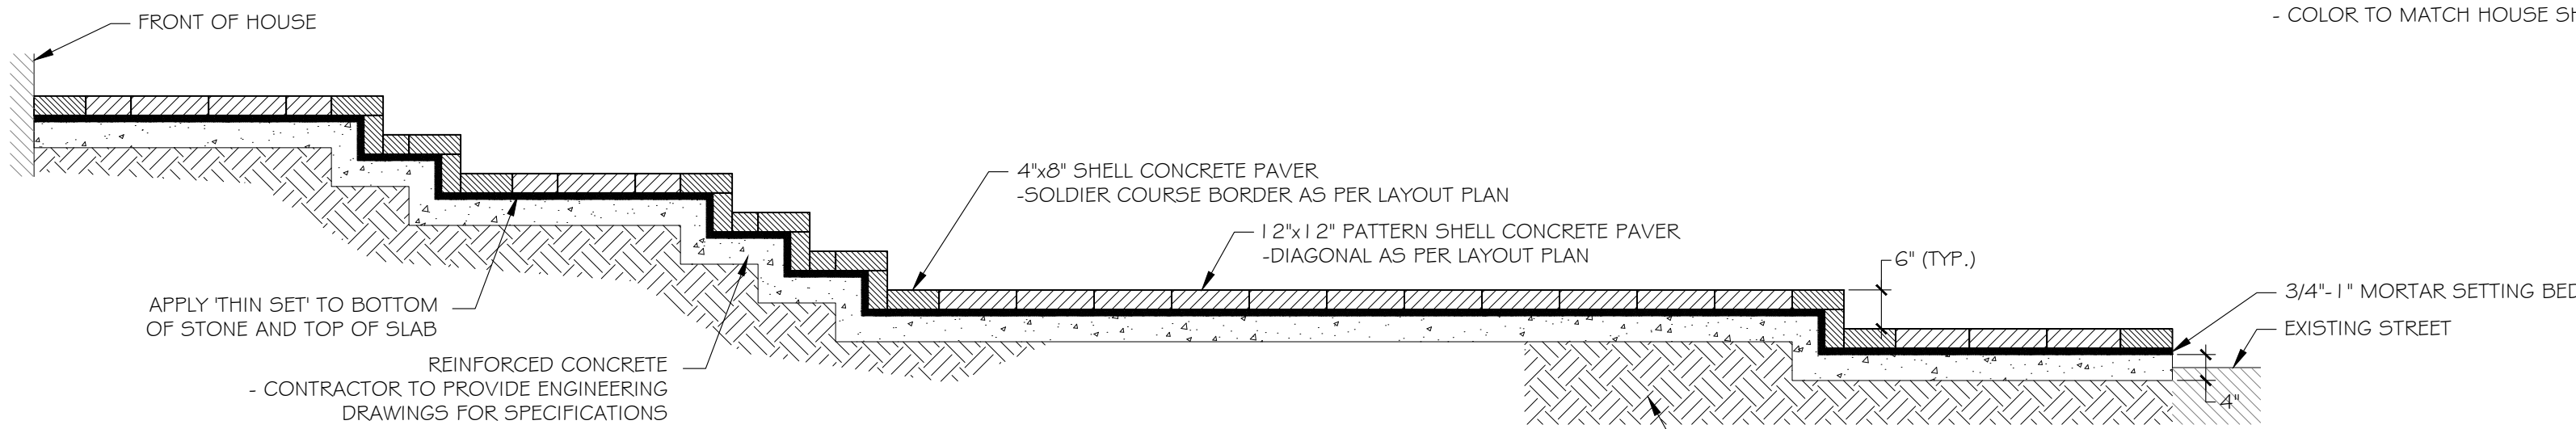 FRONT OF HOUSE
- COLOR TO MATCH HOUSE
4"x8" SHELL CONCRETE PAVER
-SOLDIER COURSE BORDER AS PER LAYOUT PLAN
12"x12" PATTERN SHELL CONCRETE PAVER
-DIAGONAL AS PER LAYOUT PLAN
6" (TYP.)
3/4"-1" MORTAR SETTING BED
EXISTING STREET
APPLY 'THIN SET' TO BOTTOM
OF STONE AND TOP OF SLAB
REINFORCED CONCRETE
- CONTRACTOR TO PROVIDE ENGINEERING
DRAWINGS FOR SPECIFICATIONS
4"